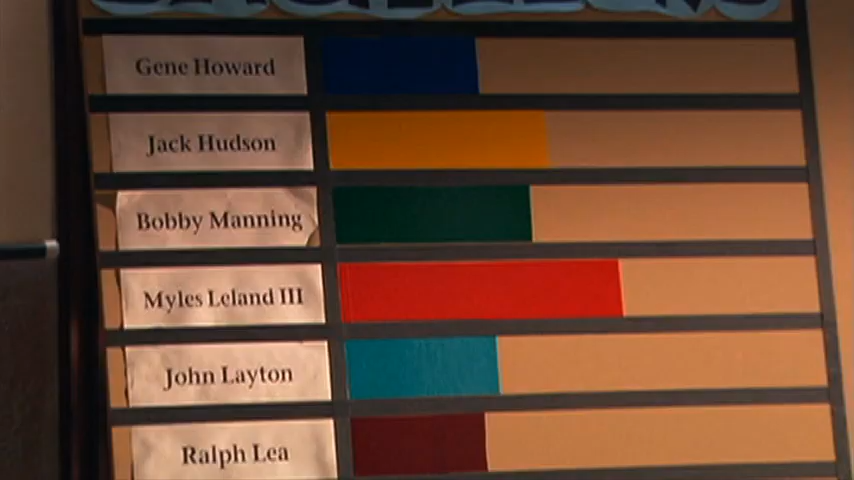 Gene Howard
Jack Hudson
Bobby Manning
Myles Leland III
John Layton
Ralph Lea